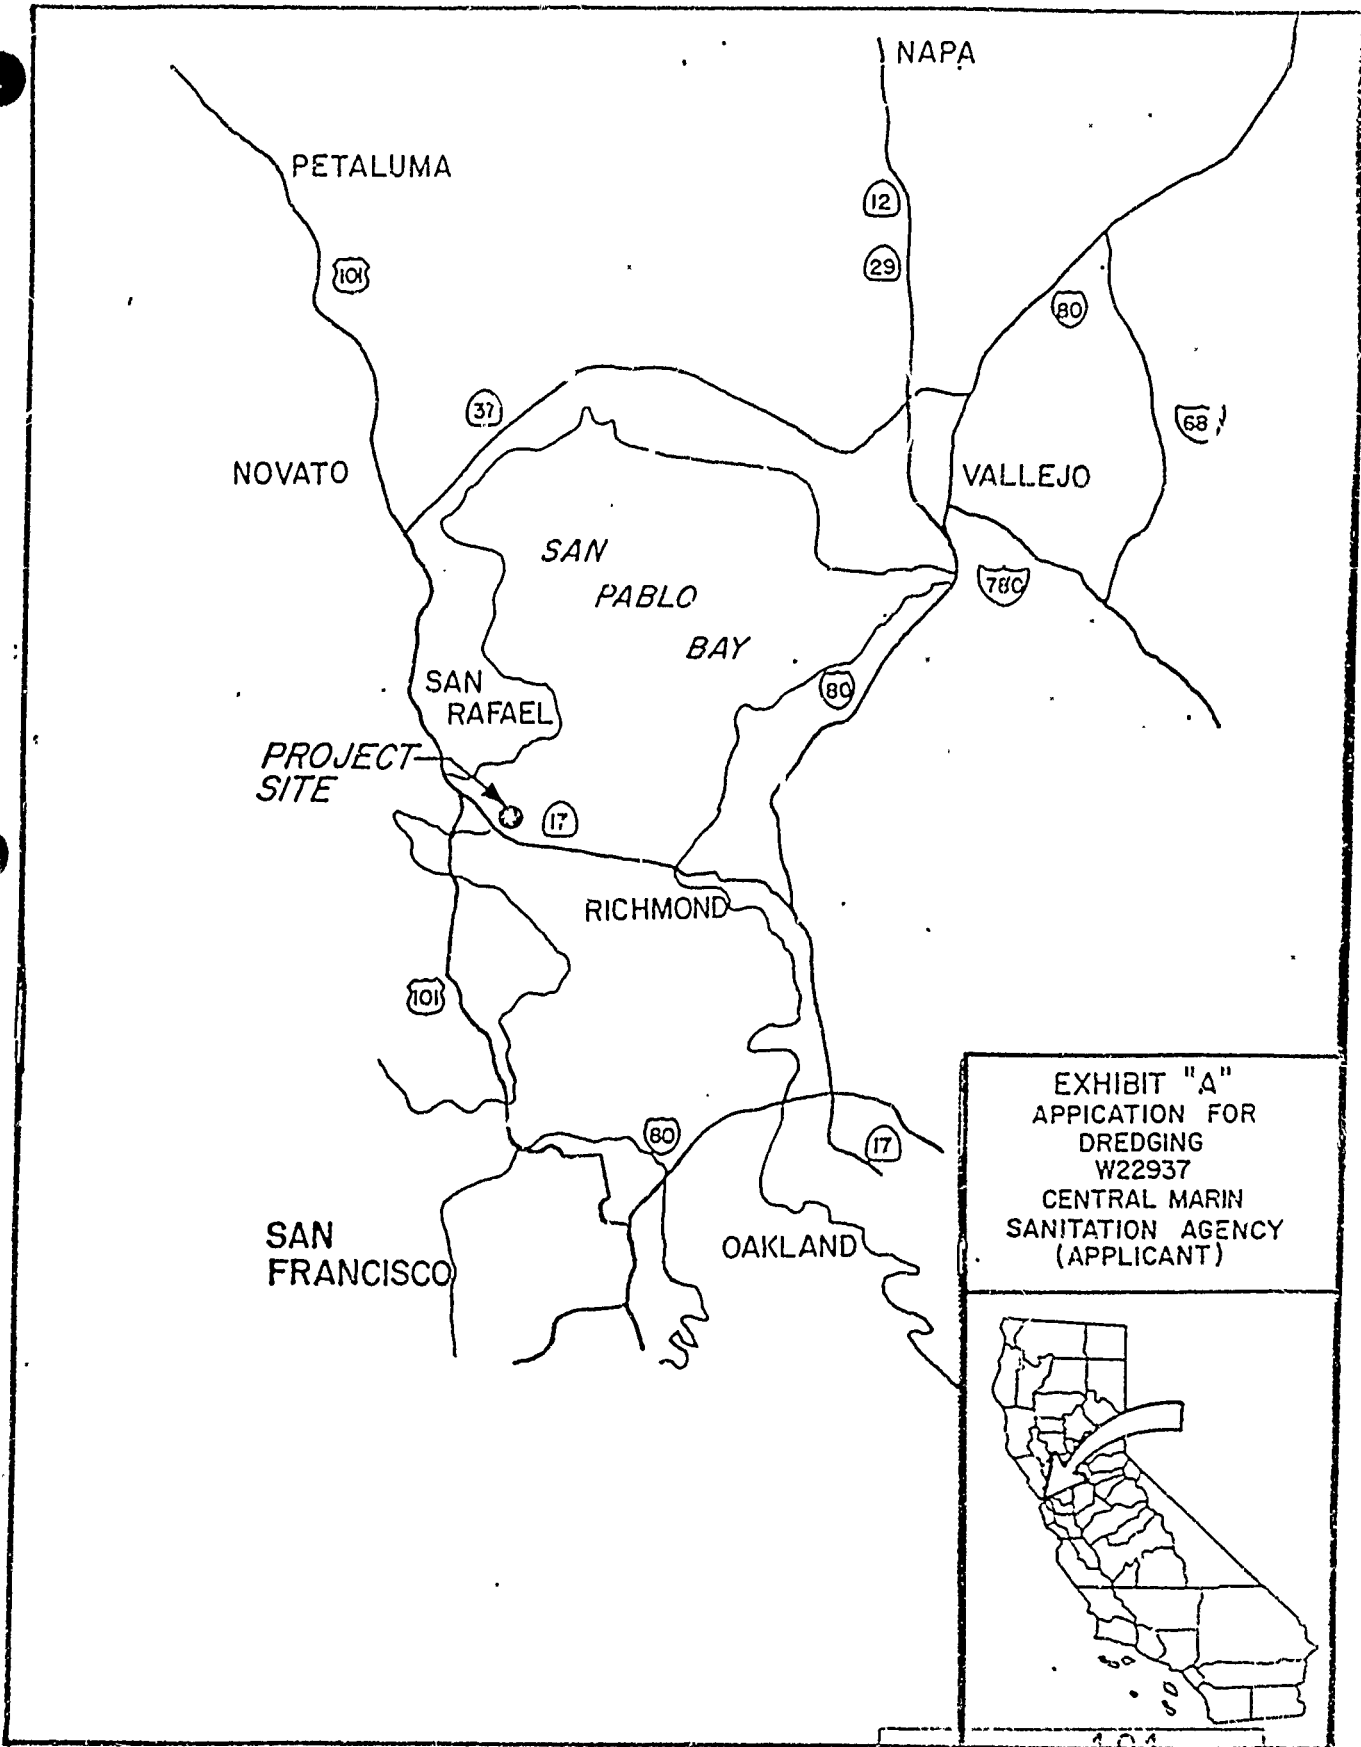 NAPA
PETALUMA
12
101
29
80
37
68
NOVATO
VALLEJO
SAN
PABLO
BAY
780
SAN
RAFAEL
80
PROJECT
SITE
17
RICHMOND
101
80
17
SAN
FRANCISCO
OAKLAND
EXHIBIT "A"
APPICATION FOR
DREDGING
W22937
CENTRAL MARIN
SANITATION AGENCY
(APPLICANT)